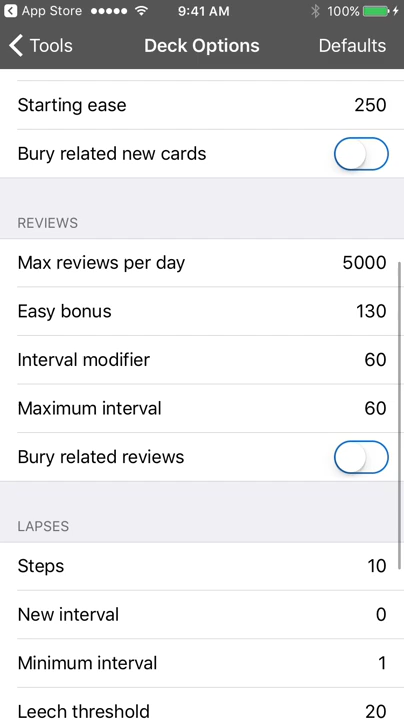 App Store 9:41 AM 100%
Tools Deck Options Defaults
Starting ease 250
Bury related new cards
REVIEWS
Max reviews per day 5000
Easy bonus 130
Interval modifier 60
Maximum interval 60
Bury related reviews
LAPSES
Steps 10
New interval 0
Minimum interval 1
Leech threshold 20